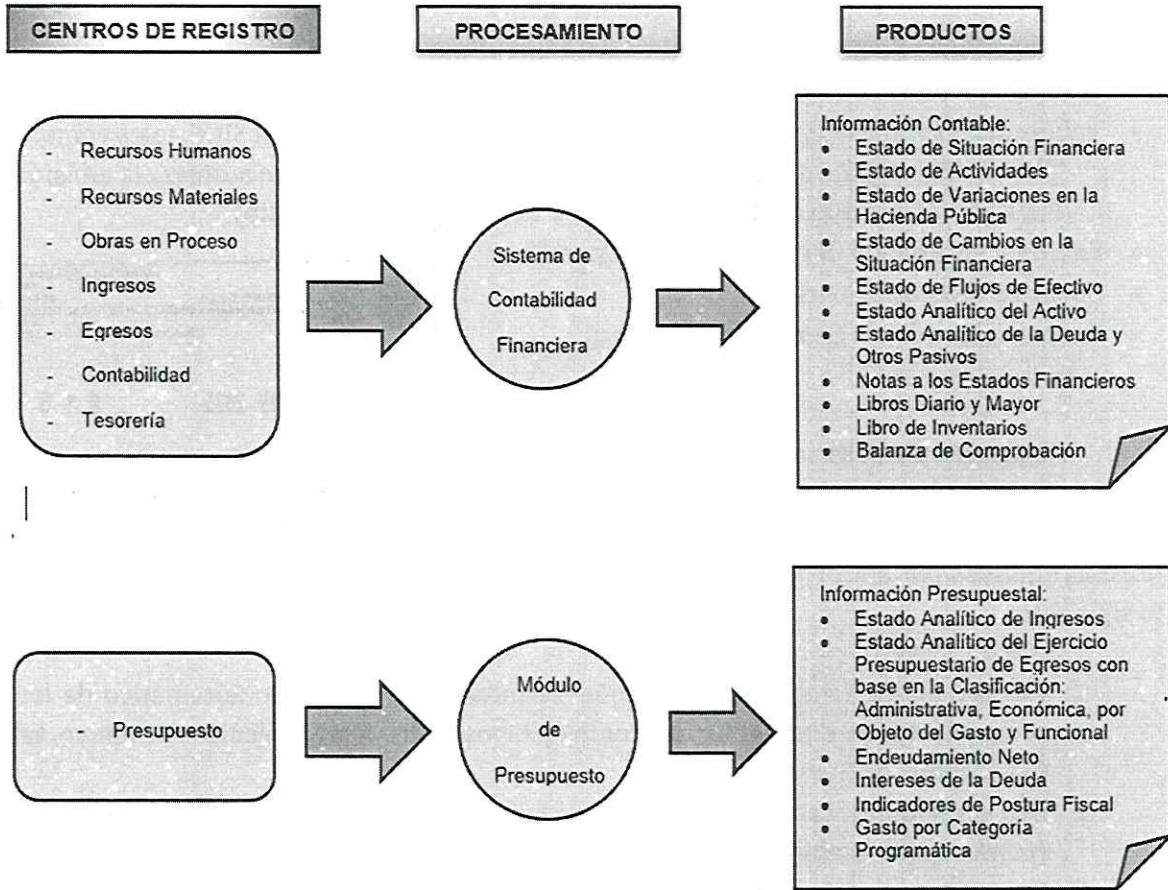 CENTROS DE REGISTRO
PROCESAMIENTO
PRODUCTOS
- Recursos Humanos
- Recursos Materiales
- Obras en Proceso
- Ingresos
- Egresos
- Contabilidad
- Tesorería
Sistema de
Contabilidad
Financiera
Información Contable:
• Estado de Situación Financiera
• Estado de Actividades
• Estado de Variaciones en la
Hacienda Pública
• Estado de Cambios en la
Situación Financiera
• Estado de Flujos de Efectivo
• Estado Analítico del Activo
• Estado Analítico de la Deuda y
Otros Pasivos
• Notas a los Estados Financieros
• Libros Diario y Mayor
• Libro de Inventarios
• Balanza de Comprobación
- Presupuesto
Módulo
de
Presupuesto
Información Presupuestal:
• Estado Analítico de Ingresos
• Estado Analítico del Ejercicio
Presupuestario de Egresos con
base en la Clasificación:
Administrativa, Económica, por
Objeto del Gasto y Funcional
• Endeudamiento Neto
• Intereses de la Deuda
• Indicadores de Postura Fiscal
• Gasto por Categoría
Programática